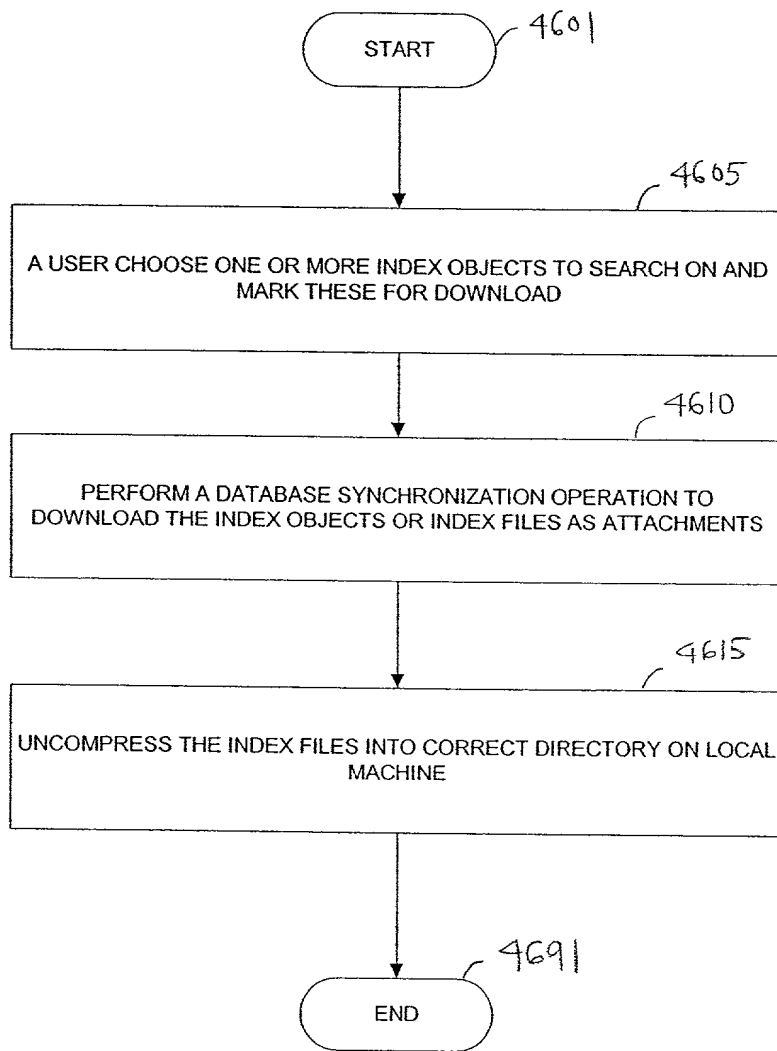 4601
START
4605
A USER CHOOSE ONE OR MORE INDEX OBJECTS TO SEARCH ON AND
MARK THESE FOR DOWNLOAD
4610
PERFORM A DATABASE SYNCHRONIZATION OPERATION TO
DOWNLOAD THE INDEX OBJECTS OR INDEX FILES AS ATTACHMENTS
4615
UNCOMPRESS THE INDEX FILES INTO CORRECT DIRECTORY ON LOCAL
MACHINE
4691
END